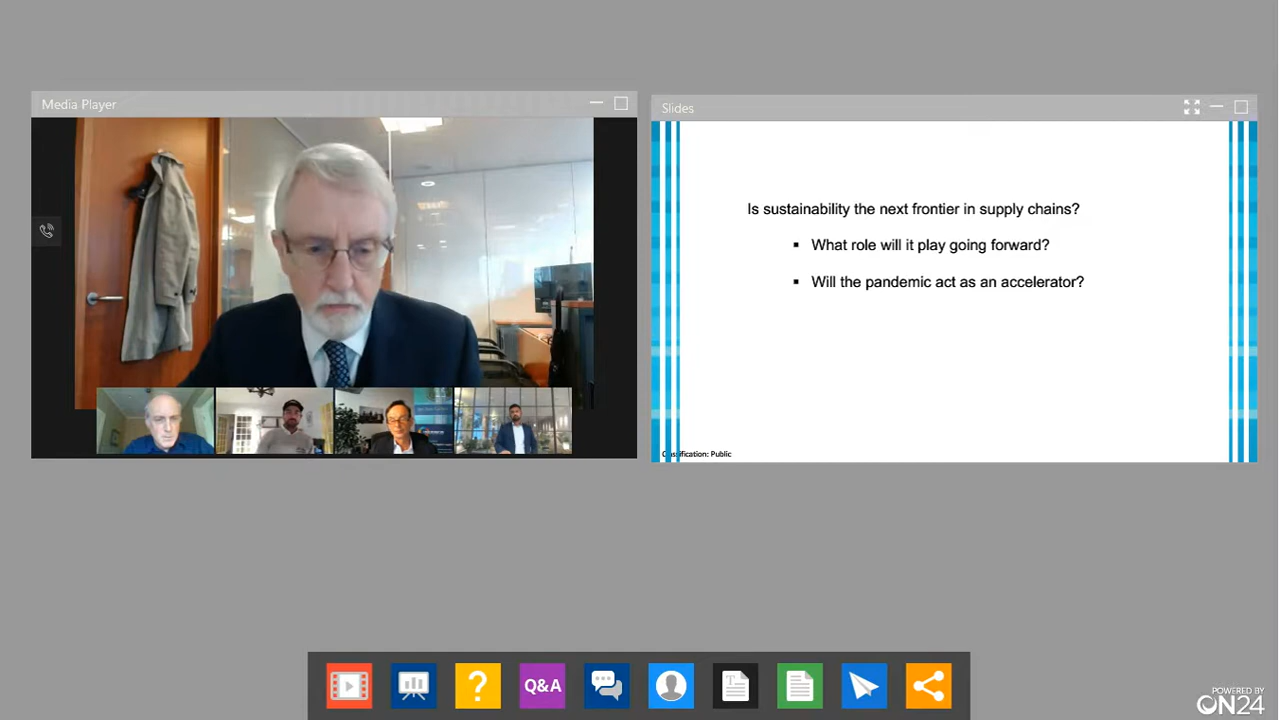 Media Player
Slides
Is sustainability the next frontier in supply chains?
▪ What role will it play going forward?
▪ Will the pandemic act as an accelerator?
Classification: Public
?
Q&A
T
POWERED BY
ON24